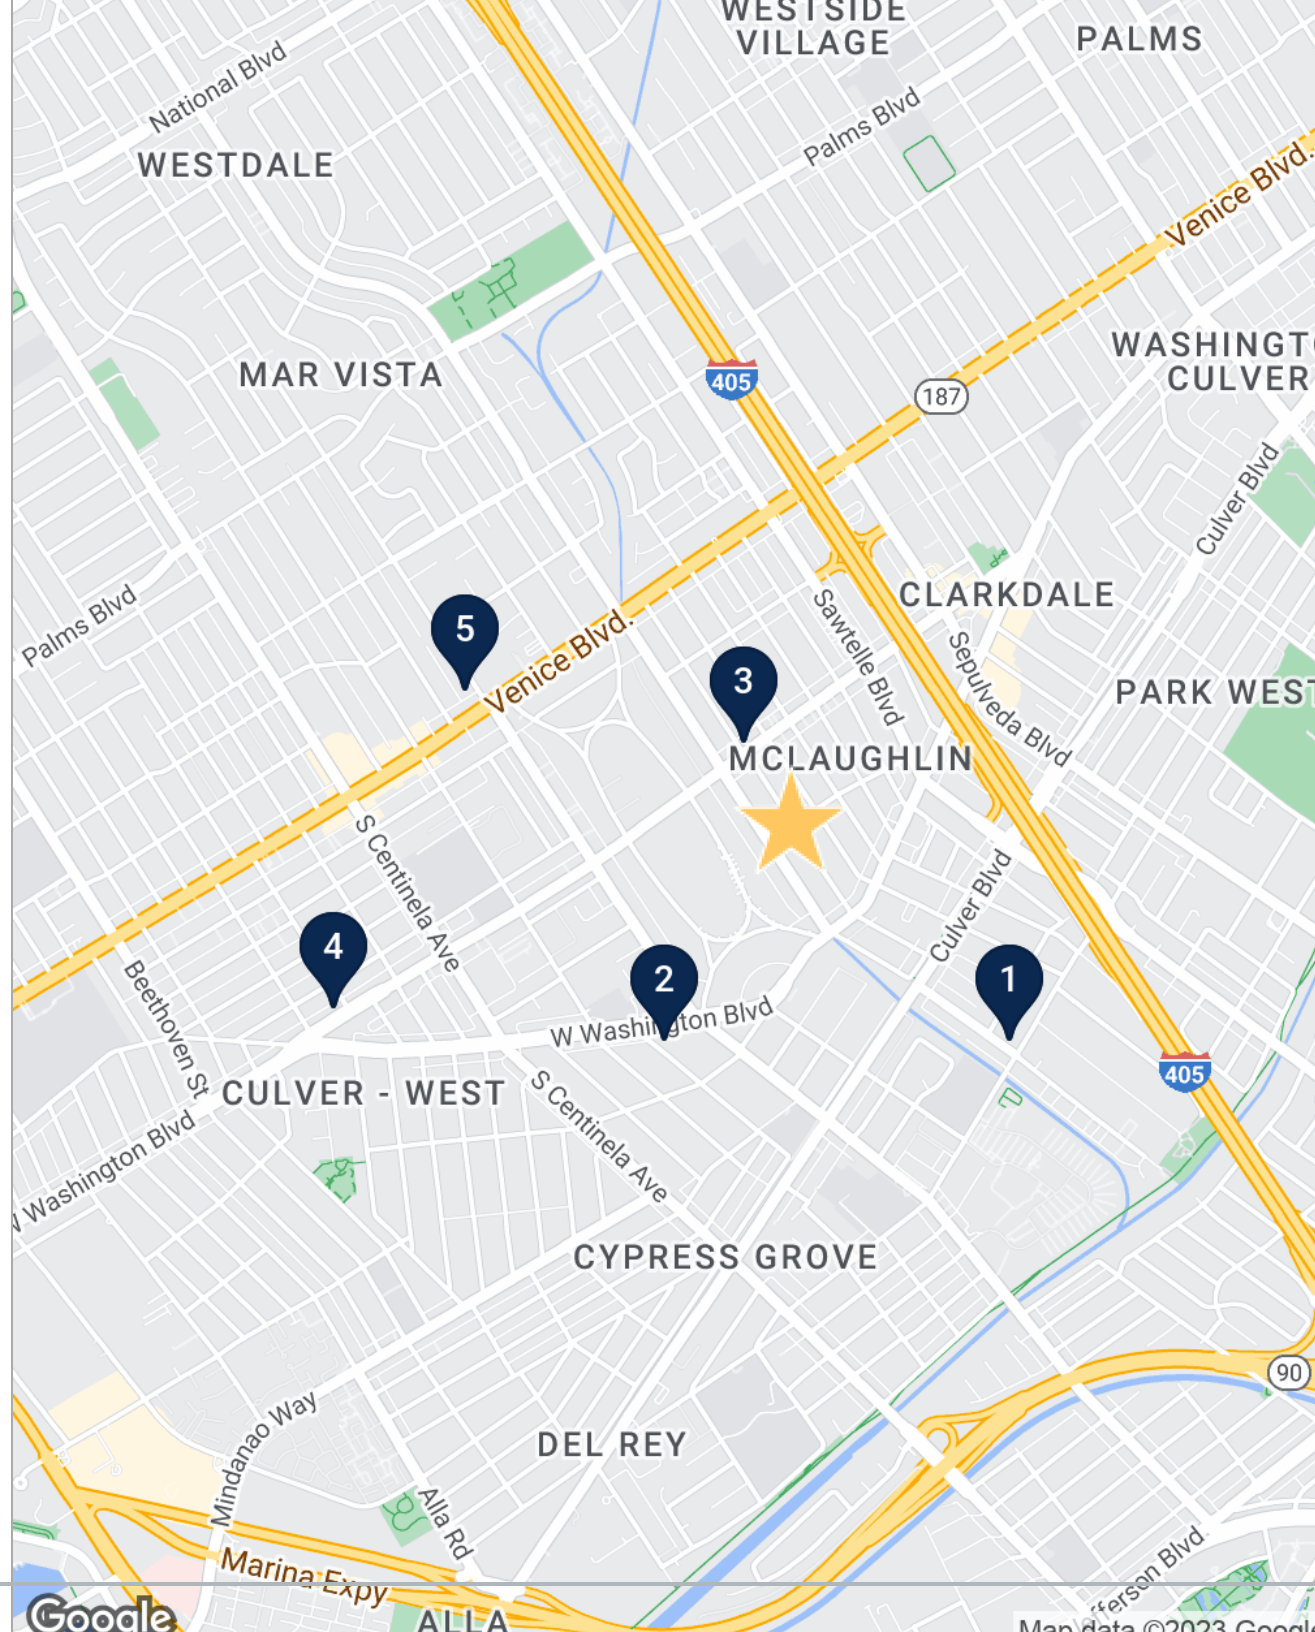 WESTSIDE
VILLAGE
PALMS
National Blvd
Palms Blvd
WESTDALE
Venice Blvd.
MAR VISTA
405
187
WASHINGT
CULVER
Culver Blvd
Palms Blvd
CLARKDALE
5
Venice Blvd.
Sawtelle Blvd
Sepulveda Blvd
3
PARK WEST
MCLAUGHLIN
S Centinela Ave
Culver Blvd
4
2
1
Beethoven St
W Washington Blvd
405
CULVER - WEST
S Centinela Ave
W Washington Blvd
CYPRESS GROVE
90
Mindanao Way
DEL REY
Alla Rd
Marina Expy
Jefferson Blvd.
Google
ALLA
Map data ©2023 Google